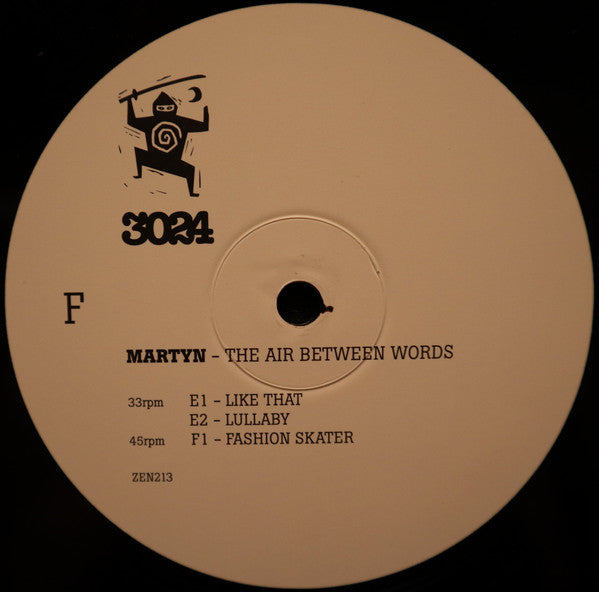 3024
F
MARTYN - THE AIR BETWEEN WORDS
33rpm E1 - LIKE THAT
E2 - LULLABY
45rpm F1 - FASHION SKATER
ZEN213